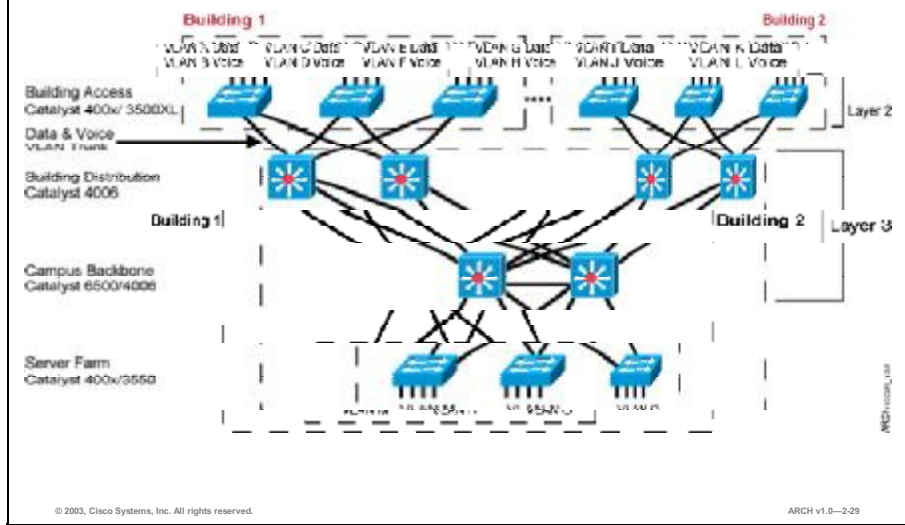 Building 1
Building 2
VLAN A Data
VLAN C Data
VLAN E Data
VLAN G Data
VLAN I Data
VLAN K Data
VLAN B Voice
VLAN D Voice
VLAN F Voice
VLAN H Voice
VLAN J Voice
VLAN L Voice
Building Access
Catalyst 400x/ 3500XL
Layer 2
Data & Voice
VLAN Trunk
Building Distribution
Catalyst 4006
Building 1
Building 2
Layer 3
Campus Backbone
Catalyst 6500/4006
Server Farm
Catalyst 400x/3550
© 2003, Cisco Systems, Inc. All rights reserved.
ARCH v1.0—2-29